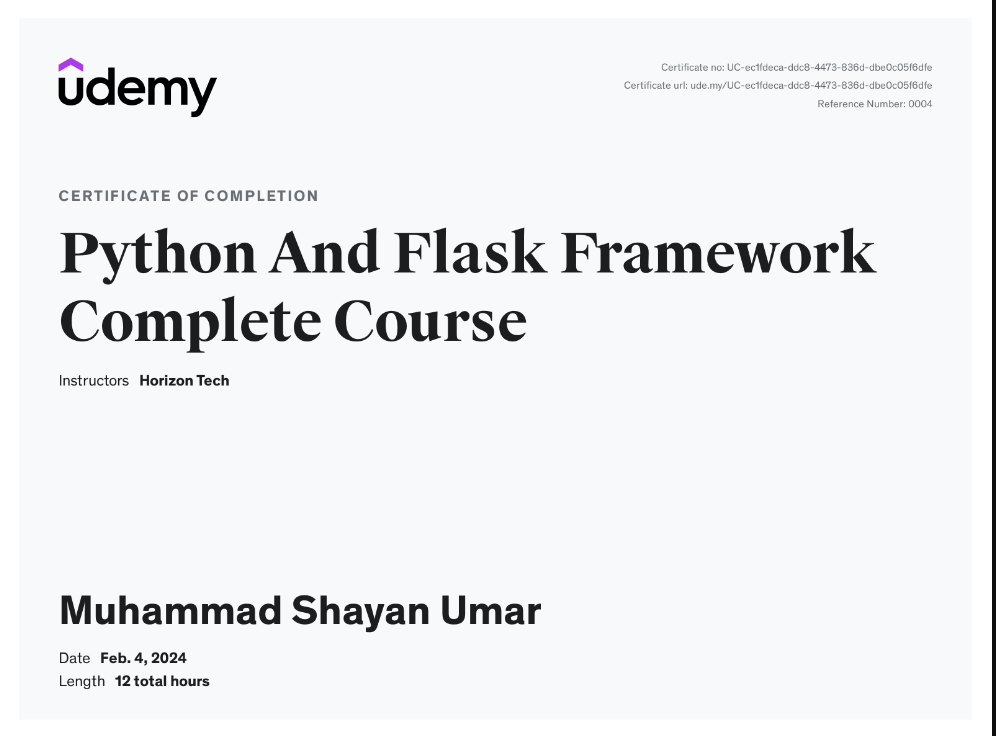 udemy
Certificate no: UC-ec1fdeca-ddc8-4473-836d-dbe0c05f6dfe
Certificate url: ude.my/UC-ec1fdeca-ddc8-4473-836d-dbe0c05f6dfe
Reference Number: 0004
CERTIFICATE OF COMPLETION
Python And Flask Framework
Complete Course
Instructors Horizon Tech
Muhammad Shayan Umar
Date Feb. 4, 2024
Length 12 total hours